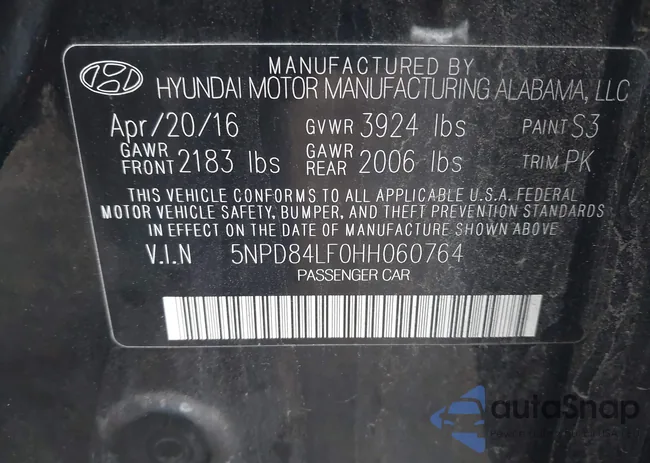 MANUFACTURED BY
HYUNDAI MOTOR MANUFACTURING ALABAMA, LLC
Apr/20/16 GVWR 3924 lbs PAINT S3
GAWR FRONT 2183 lbs GAWR REAR 2006 lbs TRIM PK
THIS VEHICLE CONFORMS TO ALL APPLICABLE U.S.A. FEDERAL
MOTOR VEHICLE SAFETY, BUMPER, AND THEFT PREVENTION STANDARDS
IN EFFECT ON THE DATE OF MANUFACTURE SHOWN ABOVE
V.I.N 5NPD84LF0HH060764
PASSENGER CAR
autoSnap